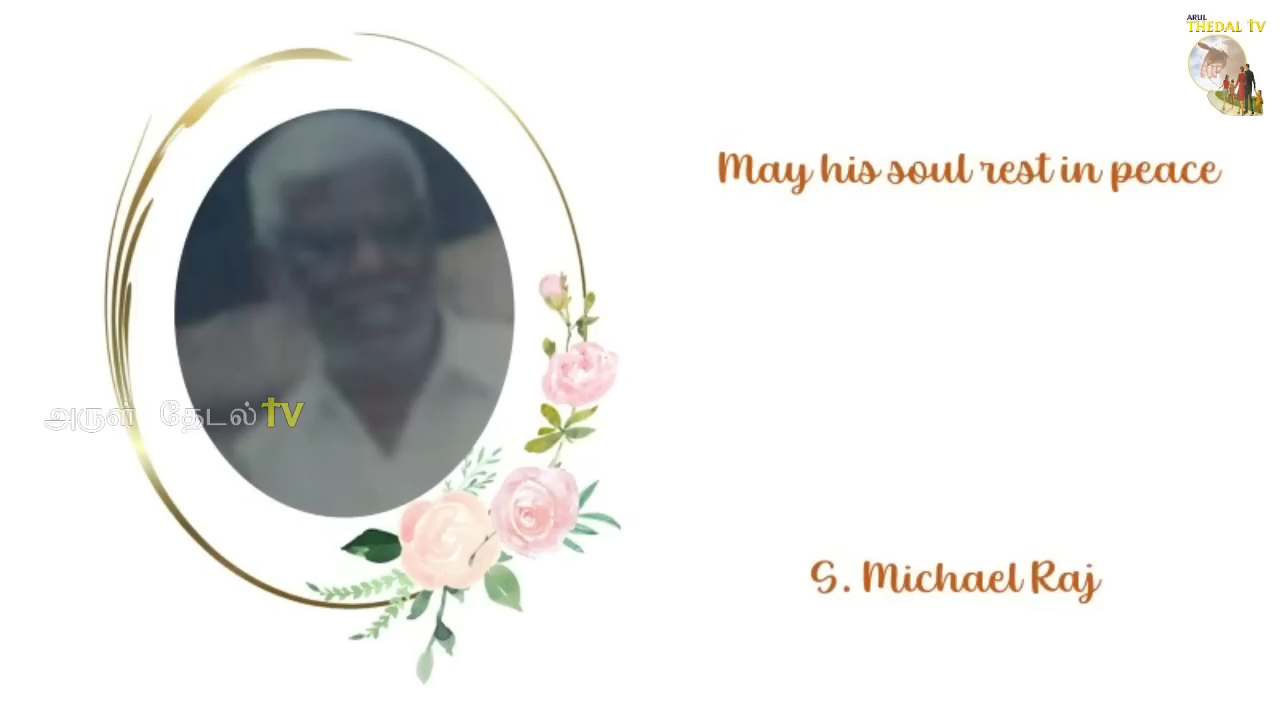 ARUL
THEDAL TV
May his soul rest in peace
அருள் தேடல் TV
S. Michael Raj